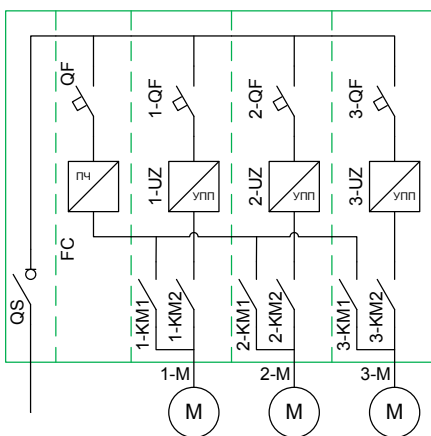 QF
1-QF
2-QF
3-QF
ПЧ
УПП
УПП
УПП
1-UZ
2-UZ
3-UZ
FC
QS
1-KM1
1-KM2
2-KM1
2-KM2
3-KM1
3-KM2
1-M
2-M
3-M
M
M
M